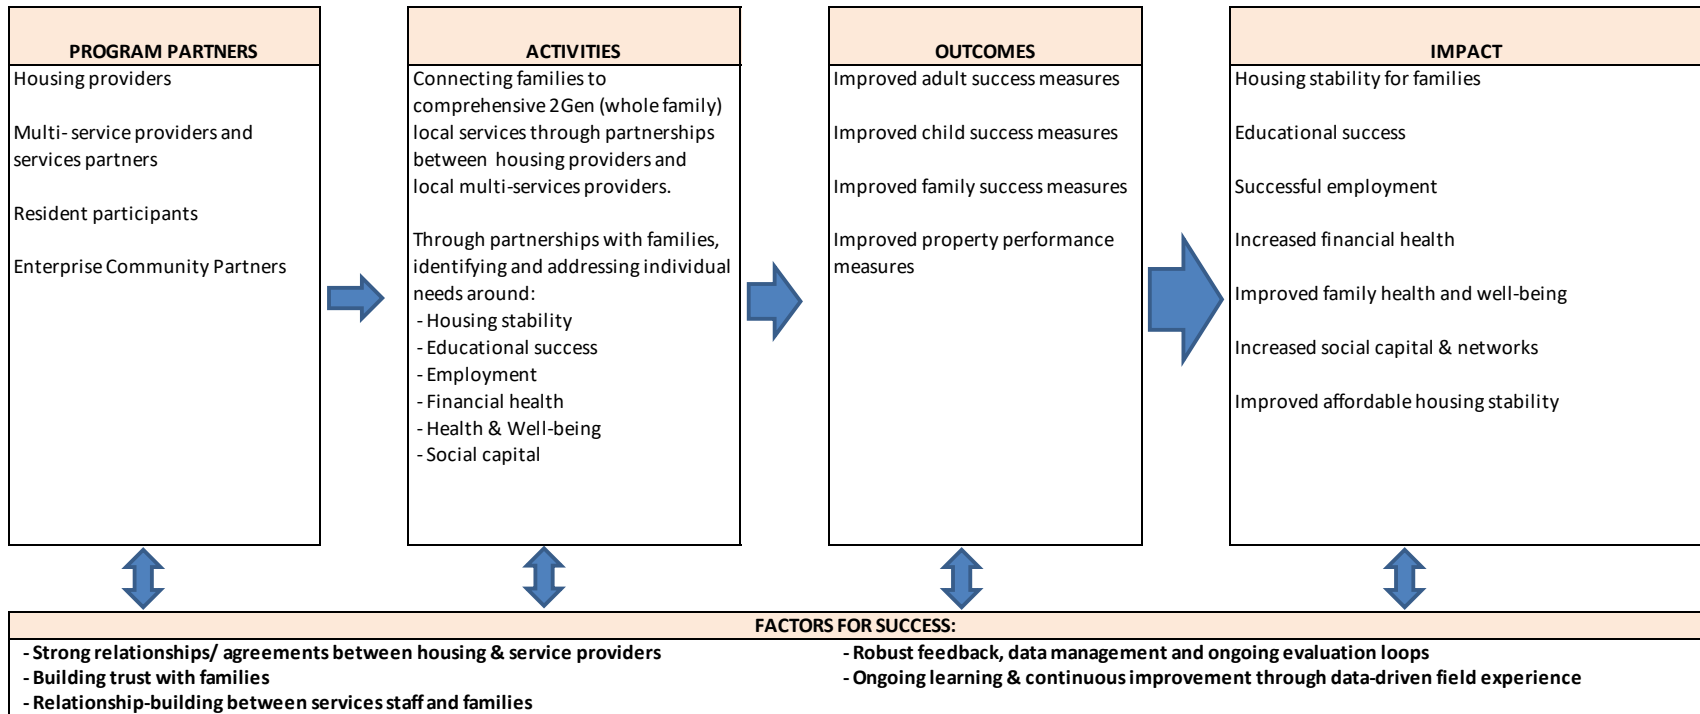 PROGRAM PARTNERS
Housing providers
Multi- service providers and
services partners
Resident participants
Enterprise Community Partners
ACTIVITIES
Connecting families to
comprehensive 2Gen (whole family)
local services through partnerships
between housing providers and
local multi-services providers.
Through partnerships with families,
identifying and addressing individual
needs around:
- Housing stability
- Educational success
- Employment
- Financial health
- Health & Well-being
- Social capital
OUTCOMES
Improved adult success measures
Improved child success measures
Improved family success measures
Improved property performance
measures
IMPACT
Housing stability for families
Educational success
Successful employment
Increased financial health
Improved family health and well-being
Increased social capital & networks
Improved affordable housing stability
FACTORS FOR SUCCESS:
- Strong relationships/ agreements between housing & service providers
- Building trust with families
- Relationship-building between services staff and families
- Robust feedback, data management and ongoing evaluation loops
- Ongoing learning & continuous improvement through data-driven field experience